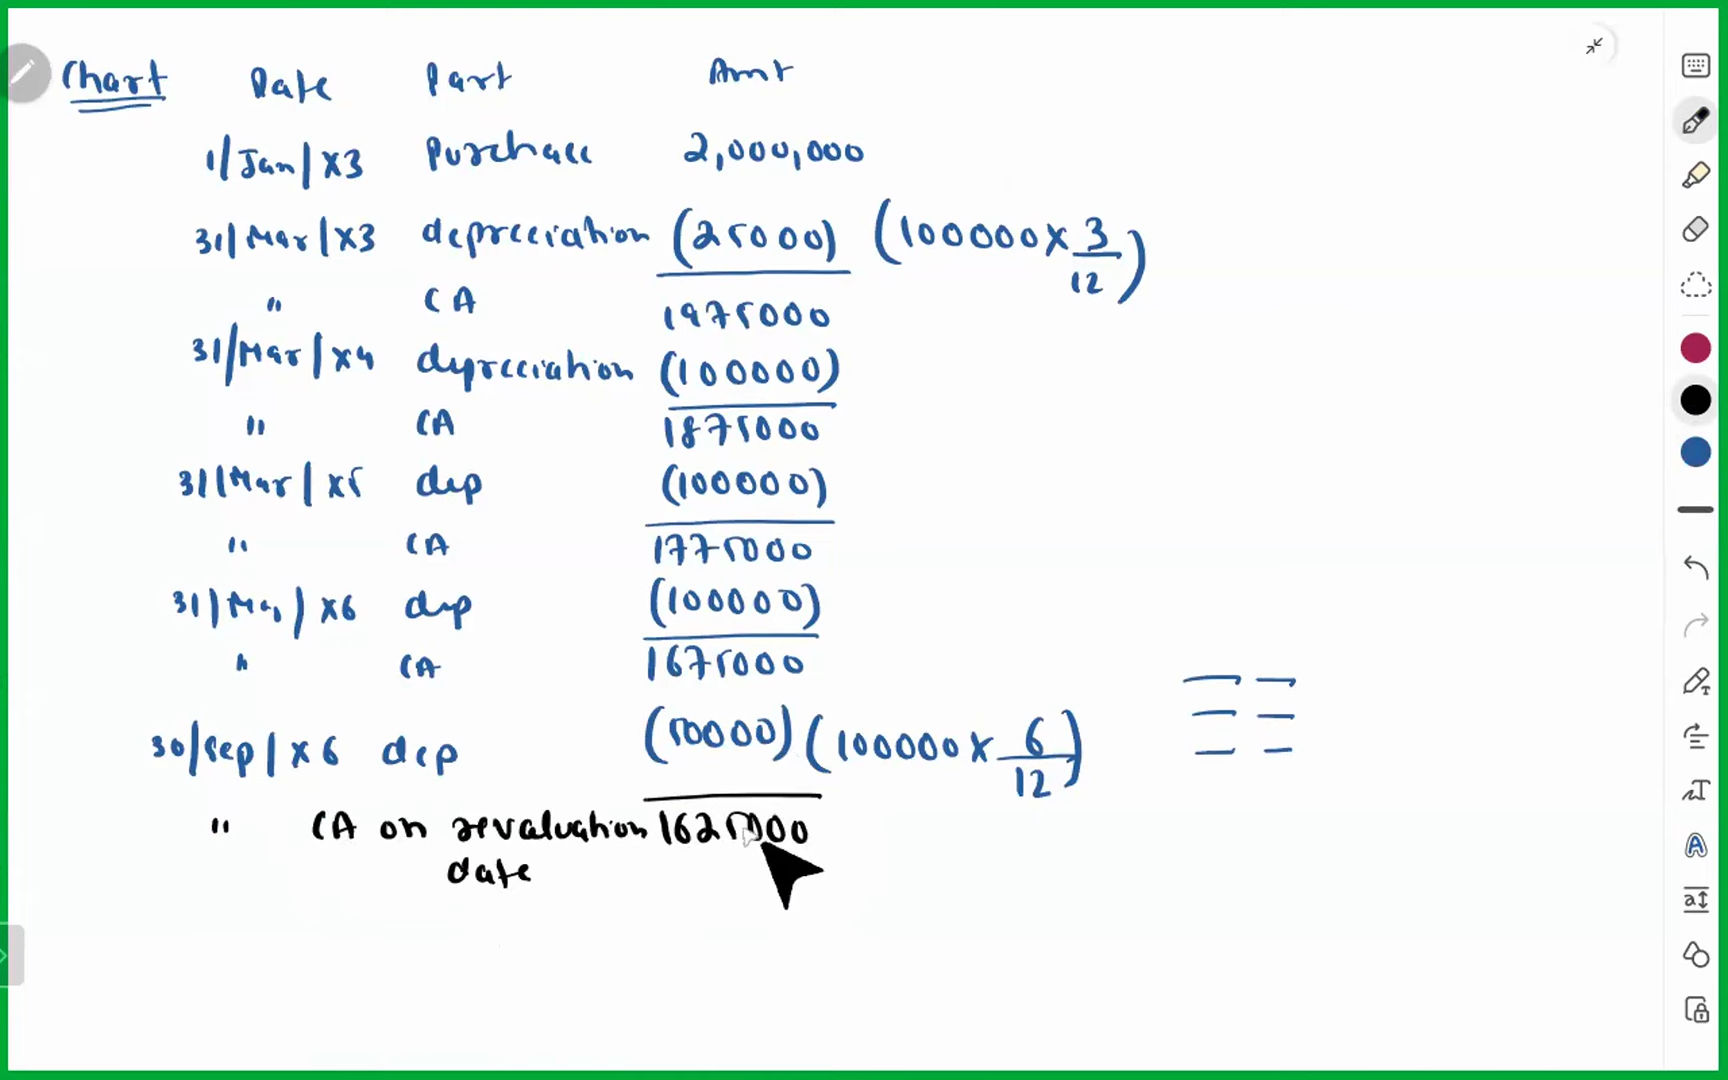 Chart Date Part Amt
1/Jan/X3 Purchase 2,000,000
31/Mar/X3 depreciation (25000) (100000 x 3/12)
" CA 1975000
31/Mar/X4 depreciation (100000)
" CA 1875000
31/Mar/X5 dep (100000)
" CA 1775000
31/Mar/X6 dep (100000)
" CA 1675000
30/Sep/X6 dep (50000) (100000 x 6/12)
" CA on revaluation 1625000
date